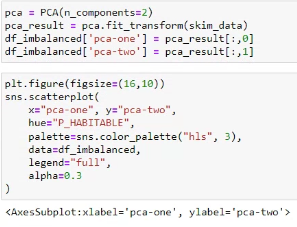 pca = PCA(n_components=2)
pca_result = pca.fit_transform(skim_data)
df_imbalanced['pca-one'] = pca_result[:,0]
df_imbalanced['pca-two'] = pca_result[:,1]
plt.figure(figsize=(16,10))
sns.scatterplot(
x="pca-one", y="pca-two",
hue="P_HABITABLE",
palette=sns.color_palette("hls", 3),
data=df_imbalanced,
legend="full",
alpha=0.3
)
<AxesSubplot:xlabel='pca-one', ylabel='pca-two'>